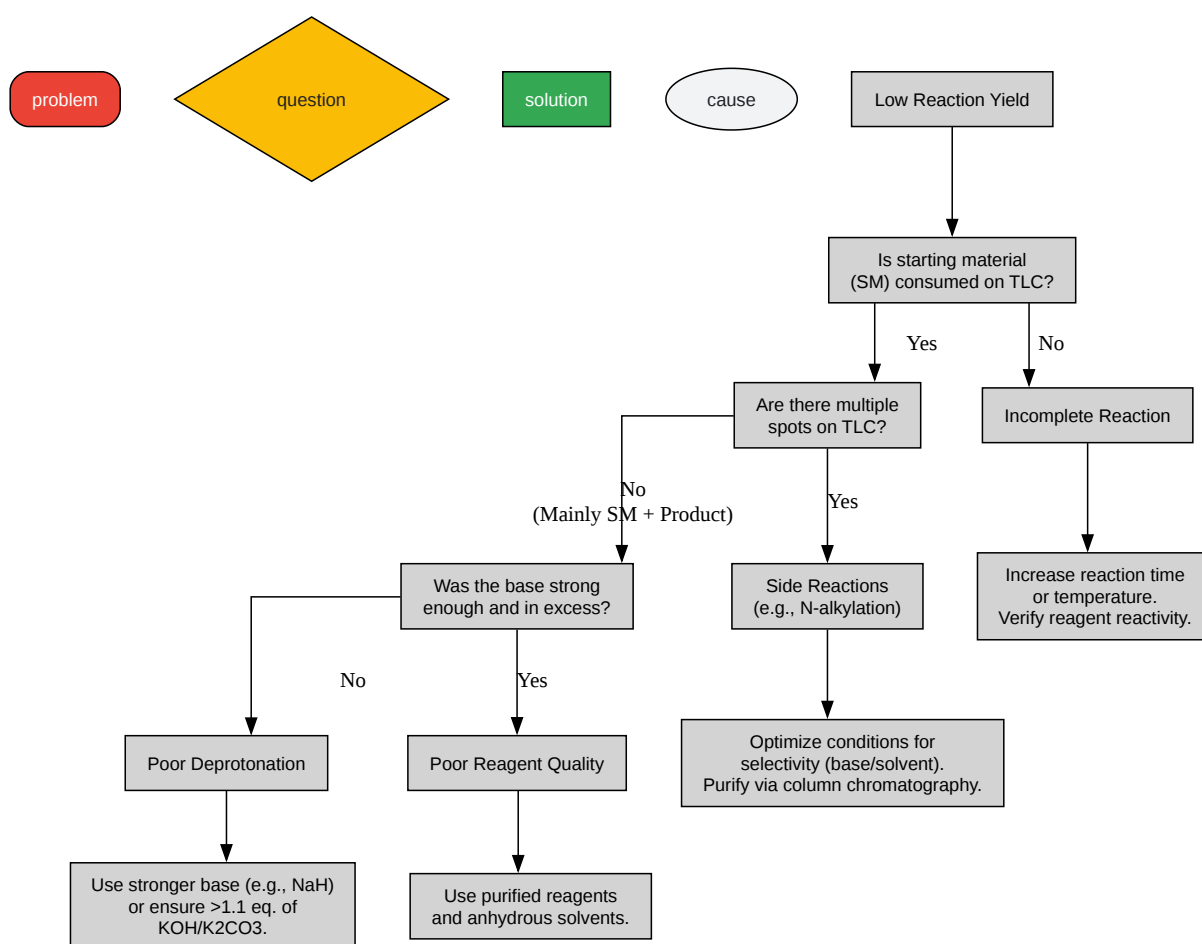 problem
question
solution
cause
Low Reaction Yield
Is starting material
(SM) consumed on TLC?
Yes
No
Are there multiple
spots on TLC?
Incomplete Reaction
No
(Mainly SM + Product)
Yes
Was the base strong
enough and in excess?
Side Reactions
(e.g., N-alkylation)
Increase reaction time
or temperature.
Verify reagent reactivity.
No
Yes
Poor Deprotonation
Poor Reagent Quality
Optimize conditions for
selectivity (base/solvent).
Purify via column chromatography.
Use stronger base (e.g., NaH)
or ensure >1.1 eq. of
KOH/K2CO3.
Use purified reagents
and anhydrous solvents.